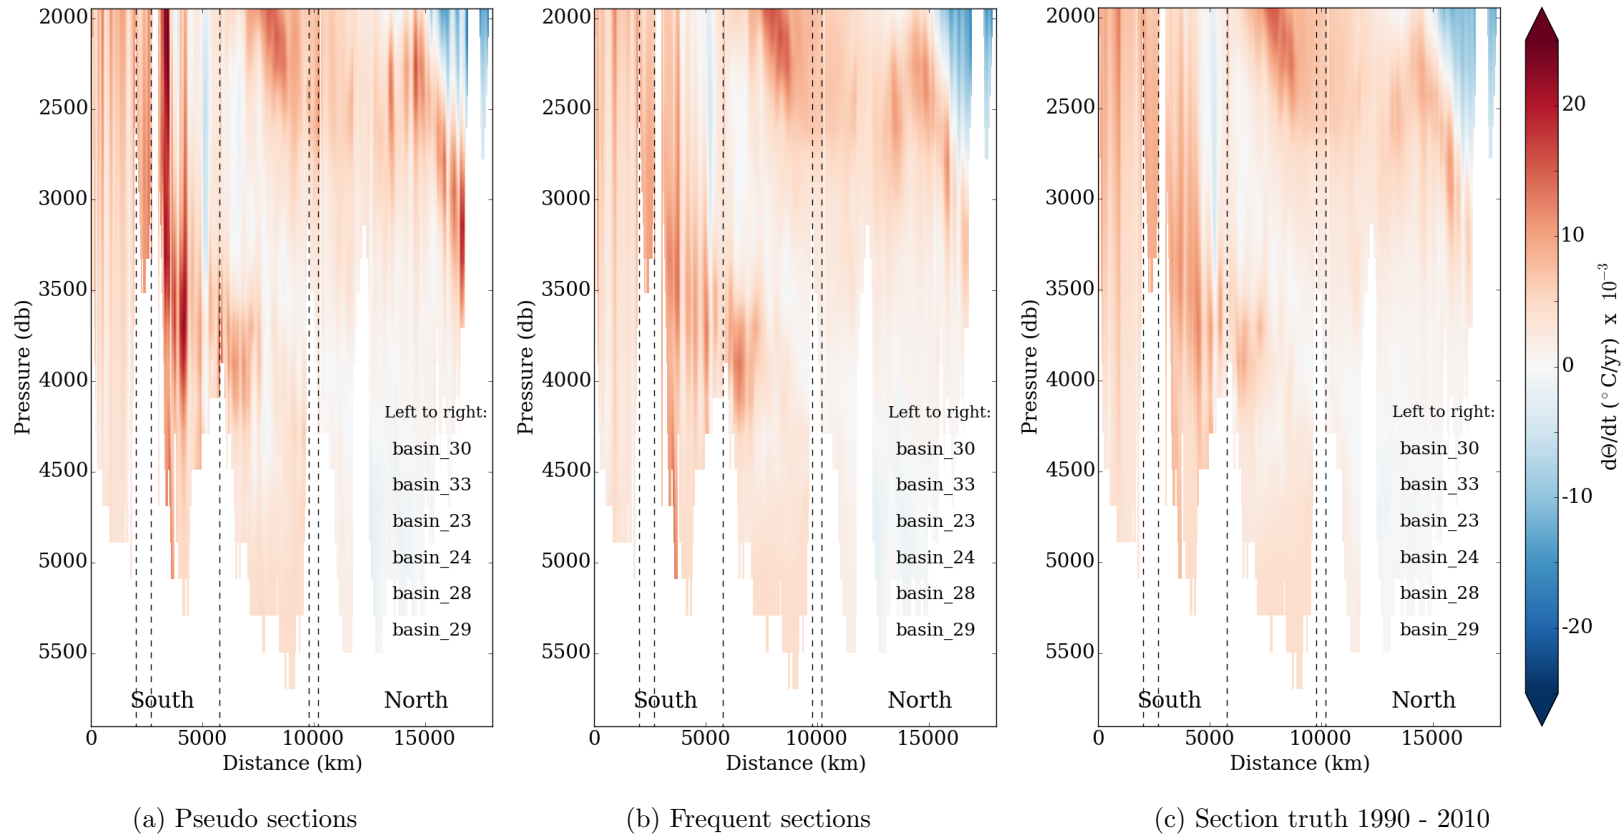 2000
2500
3000
3500
4000
4500
5000
5500
Pressure (db)
Left to right:
basin_30
basin_33
basin_23
basin_24
basin_28
basin_29
South
North
0
5000
10000
15000
Distance (km)
(a) Pseudo sections
2000
2500
3000
3500
4000
4500
5000
5500
Pressure (db)
Left to right:
basin_30
basin_33
basin_23
basin_24
basin_28
basin_29
South
North
0
5000
10000
15000
Distance (km)
(b) Frequent sections
2000
2500
3000
3500
4000
4500
5000
5500
Pressure (db)
Left to right:
basin_30
basin_33
basin_23
basin_24
basin_28
basin_29
South
North
0
5000
10000
15000
Distance (km)
(c) Section truth 1990 - 2010
20
10
0
-10
-20
dΘ/dt (°C/yr) x 10⁻³